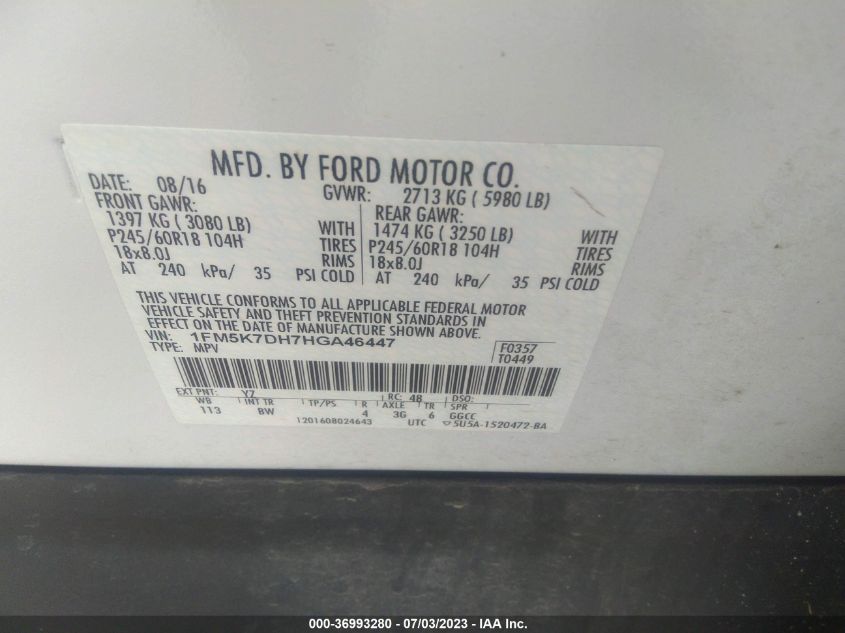 MFD. BY FORD MOTOR CO.
DATE: 08/16 GVWR: 2713 KG ( 5980 LB)
FRONT GAWR: REAR GAWR:
1397 KG ( 3080 LB) WITH 1474 KG ( 3250 LB) WITH
P245/60R18 104H TIRES P245/60R18 104H TIRES
18x8.0J RIMS 18x8.0J RIMS
AT 240 kPa/ 35 PSI COLD AT 240 kPa/ 35 PSI COLD
THIS VEHICLE CONFORMS TO ALL APPLICABLE FEDERAL MOTOR
VEHICLE SAFETY AND THEFT PREVENTION STANDARDS IN
EFFECT ON THE DATE OF MANUFACTURE SHOWN ABOVE.
VIN: 1FM5K7DH7HGA46447 F0357
TYPE: MPV T0449
EXT PNT: YZ RC: 48 DSO:
WB INT TR TP/PS R AXLE TR SPR
113 BW 4 3G 6 GGCC
1201608024643 UTC 5U5A-1520472-BA
000-36993280 - 07/03/2023 - IAA Inc.